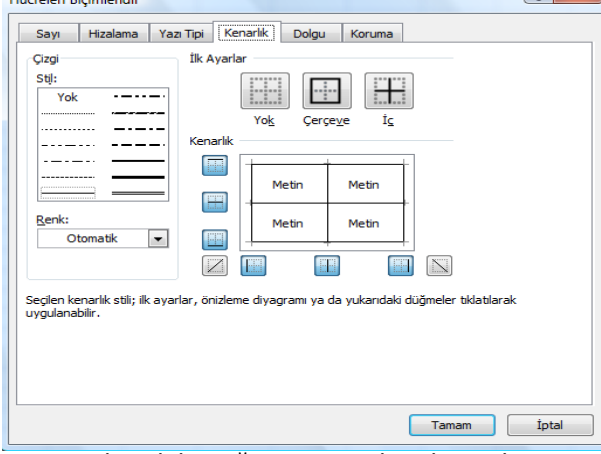 Hücreleri Biçimlendir
Sayı Hizalama Yazı Tipi Kenarlık Dolgu Koruma
Çizgi
Stil:
Yok
Renk:
Otomatik
İlk Ayarlar
Yok Çerçeve İç
Kenarlık
Metin Metin
Metin Metin
Seçilen kenarlık stili; ilk ayarlar, önizleme diyagramı ya da yukarıdaki düğmeler tıklatılarak
uygulanabilir.
Tamam İptal